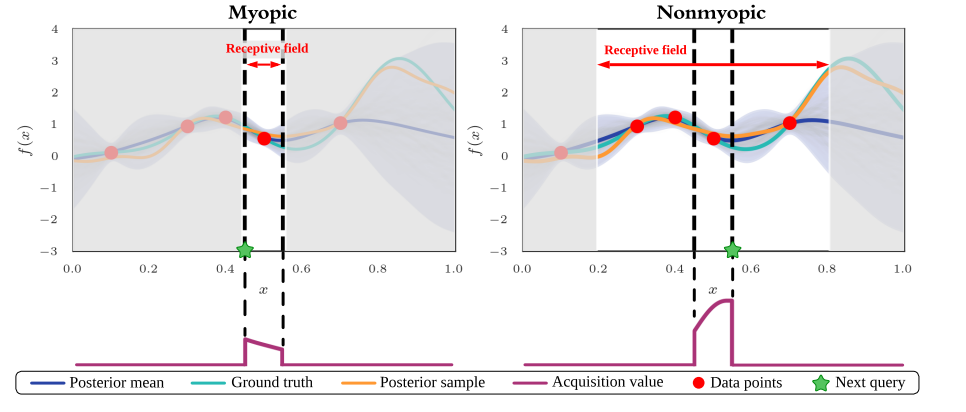 Myopic
Nonmyopic
4
3
2
1
0
−1
−2
−3
f(x)
Receptive field
0.0 0.2 0.4 0.6 0.8 1.0
x
4
3
2
1
0
−1
−2
−3
f(x)
Receptive field
0.0 0.2 0.4 0.6 0.8 1.0
x
Posterior mean Ground truth Posterior sample Acquisition value Data points Next query